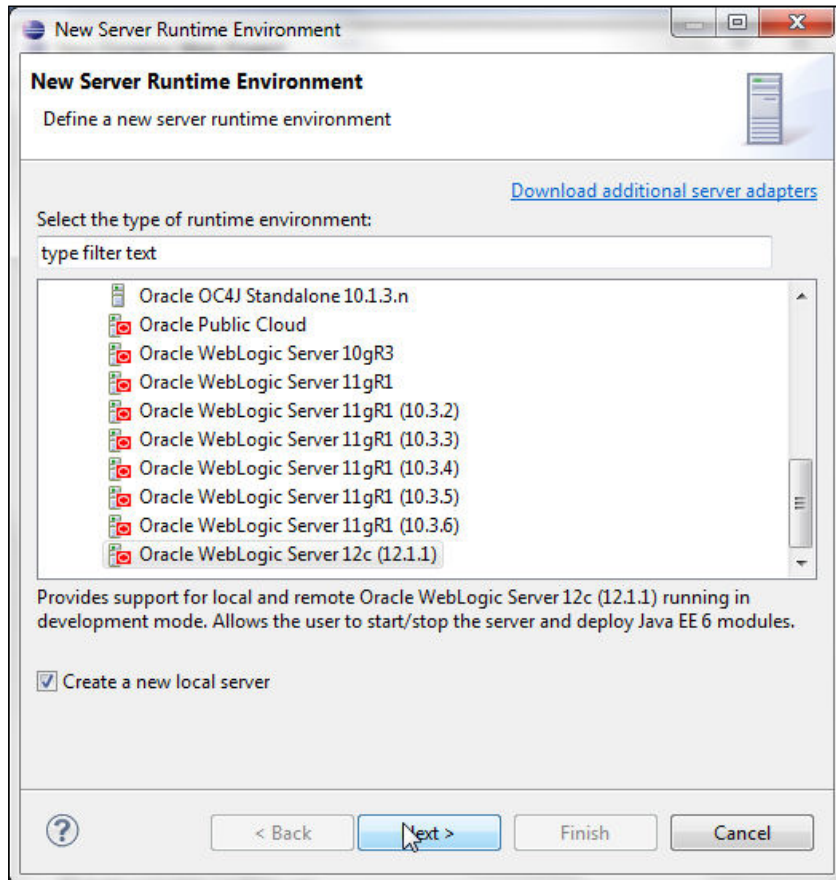 New Server Runtime Environment
New Server Runtime Environment
Define a new server runtime environment
Download additional server adapters
Select the type of runtime environment:
type filter text
Oracle OC4J Standalone 10.1.3.n
Oracle Public Cloud
Oracle WebLogic Server 10gR3
Oracle WebLogic Server 11gR1
Oracle WebLogic Server 11gR1 (10.3.2)
Oracle WebLogic Server 11gR1 (10.3.3)
Oracle WebLogic Server 11gR1 (10.3.4)
Oracle WebLogic Server 11gR1 (10.3.5)
Oracle WebLogic Server 11gR1 (10.3.6)
Oracle WebLogic Server 12c (12.1.1)
Provides support for local and remote Oracle WebLogic Server 12c (12.1.1) running in
development mode. Allows the user to start/stop the server and deploy Java EE 6 modules.
Create a new local server
? < Back Next > Finish Cancel